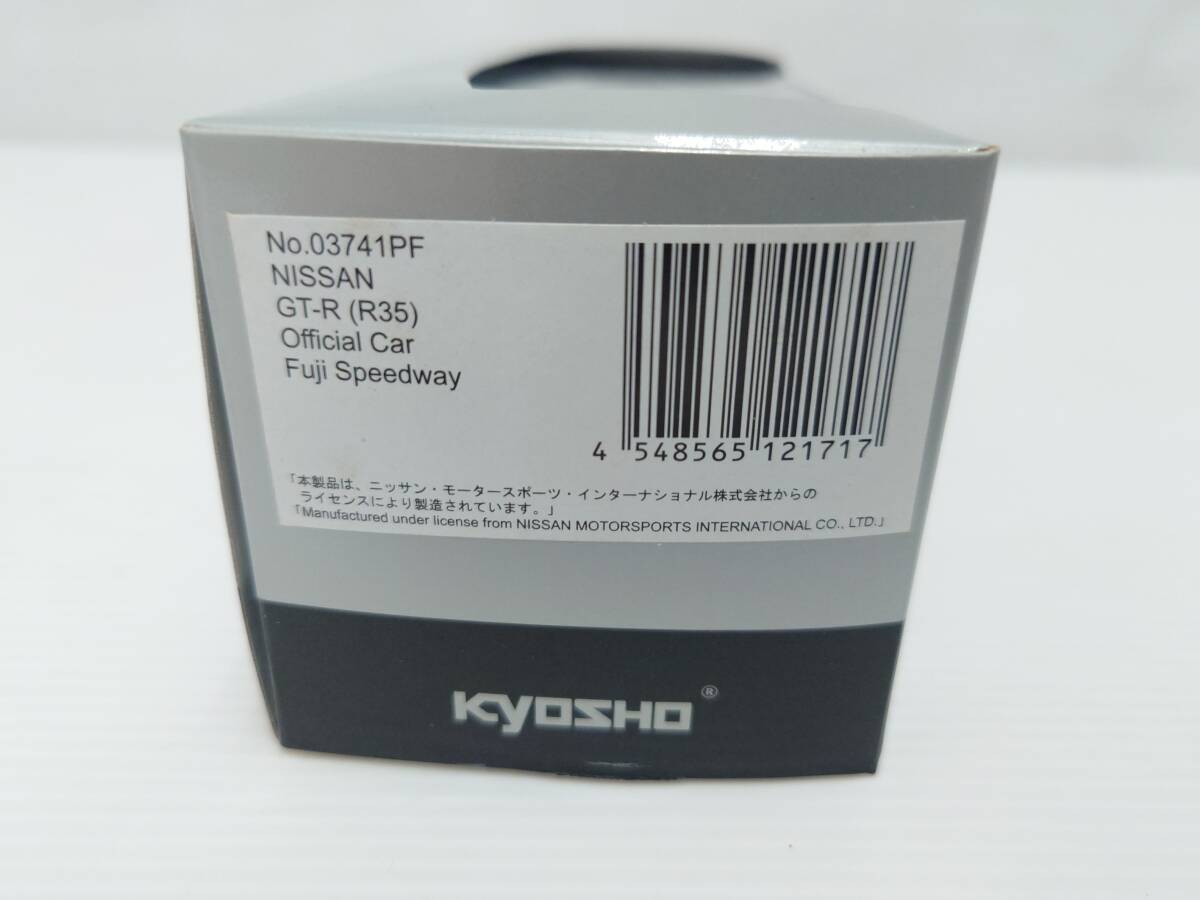 No.03741PF
NISSAN
GT-R (R35)
Official Car
Fuji Speedway
4 548565 121717
「本製品は、ニッサン・モータースポーツ・インターナショナル株式会社からの
ライセンスにより製造されています。」
「Manufactured under license from NISSAN MOTORSPORTS INTERNATIONAL CO., LTD.」
KYOSHO®